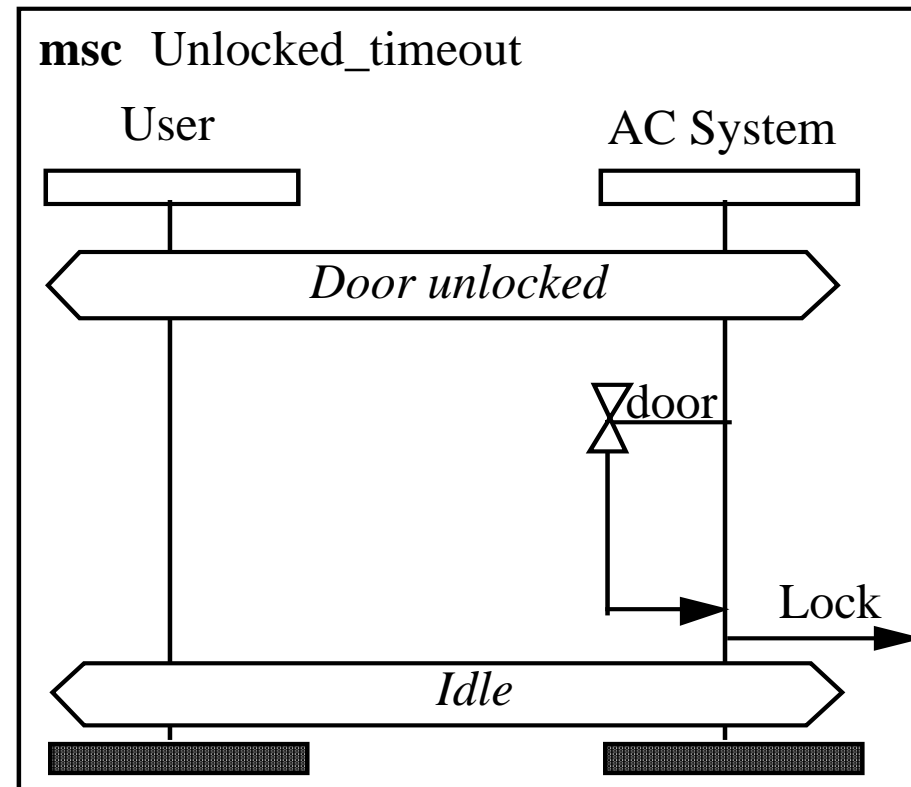 msc Unlocked_timeout
User
AC System
Door unlocked
door
Lock
Idle